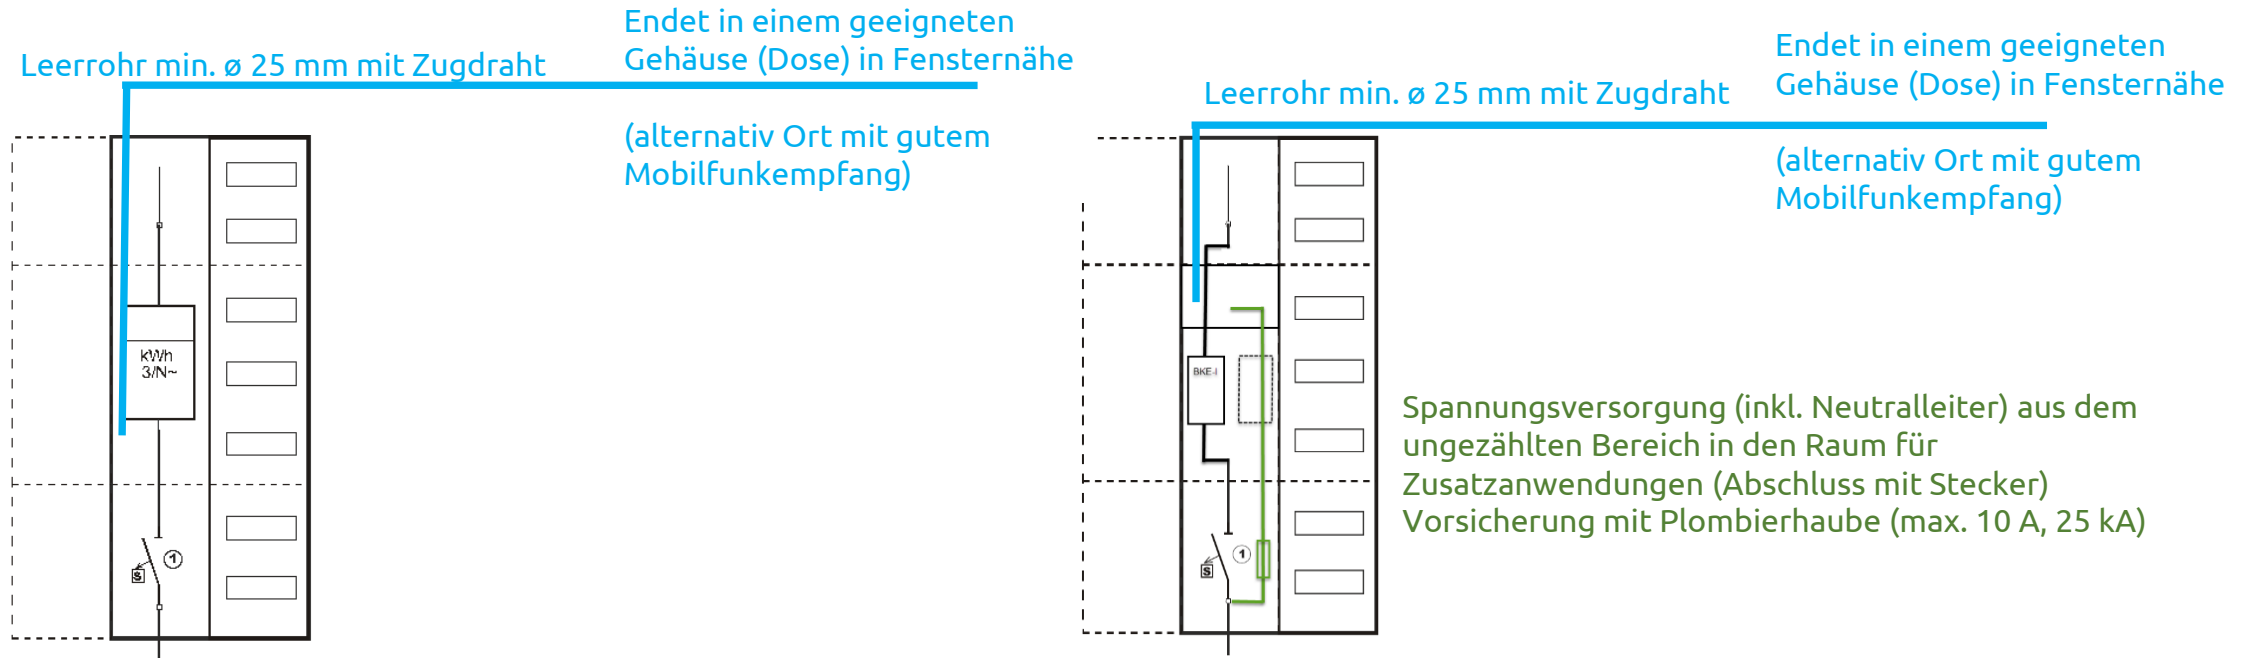 Leerrohr min. ø 25 mm mit Zugdraht
Endet in einem geeigneten
Gehäuse (Dose) in Fensternähe
(alternativ Ort mit gutem
Mobilfunkempfang)
kWh
3/N~
1
S
Leerrohr min. ø 25 mm mit Zugdraht
Endet in einem geeigneten
Gehäuse (Dose) in Fensternähe
(alternativ Ort mit gutem
Mobilfunkempfang)
BKE-I
1
S
Spannungsversorgung (inkl. Neutralleiter) aus dem
ungezählten Bereich in den Raum für
Zusatzanwendungen (Abschluss mit Stecker)
Vorsicherung mit Plombierhaube (max. 10 A, 25 kA)